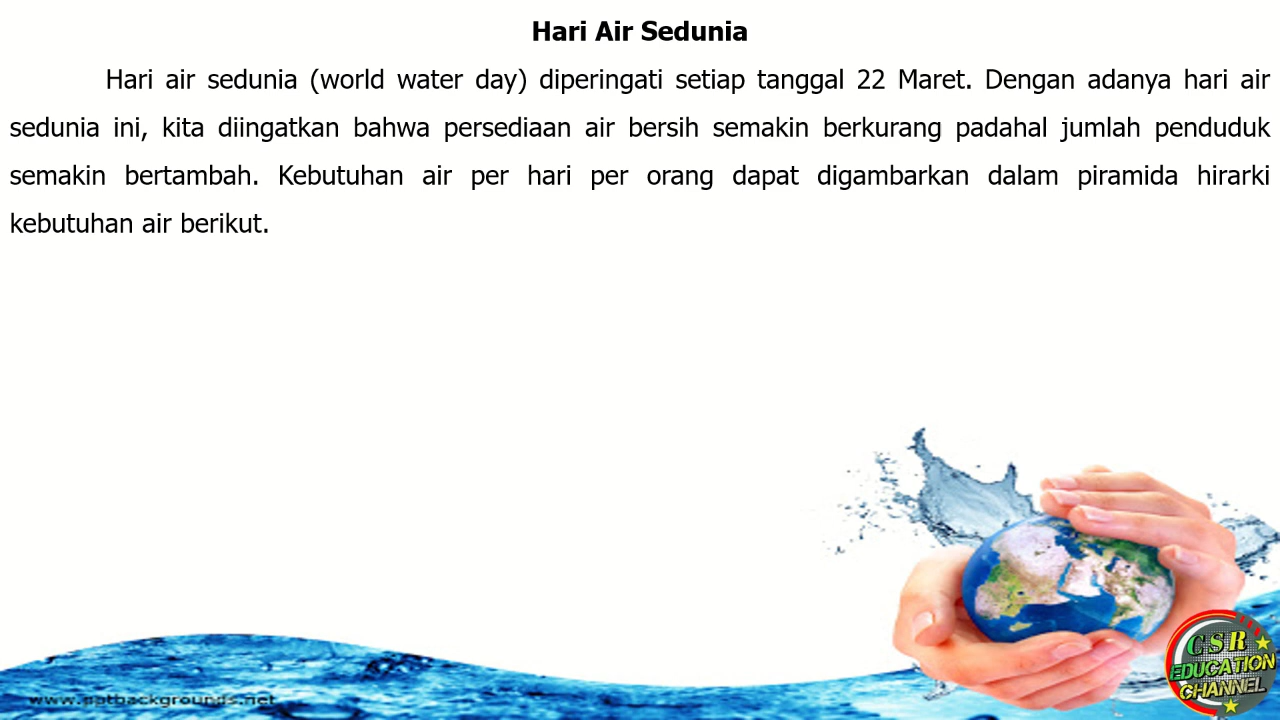 Hari Air Sedunia
Hari air sedunia (world water day) diperingati setiap tanggal 22 Maret. Dengan adanya hari air
sedunia ini, kita diingatkan bahwa persediaan air bersih semakin berkurang padahal jumlah penduduk
semakin bertambah. Kebutuhan air per hari per orang dapat digambarkan dalam piramida hirarki
kebutuhan air berikut.
CSR
EDUCATION
CHANNEL